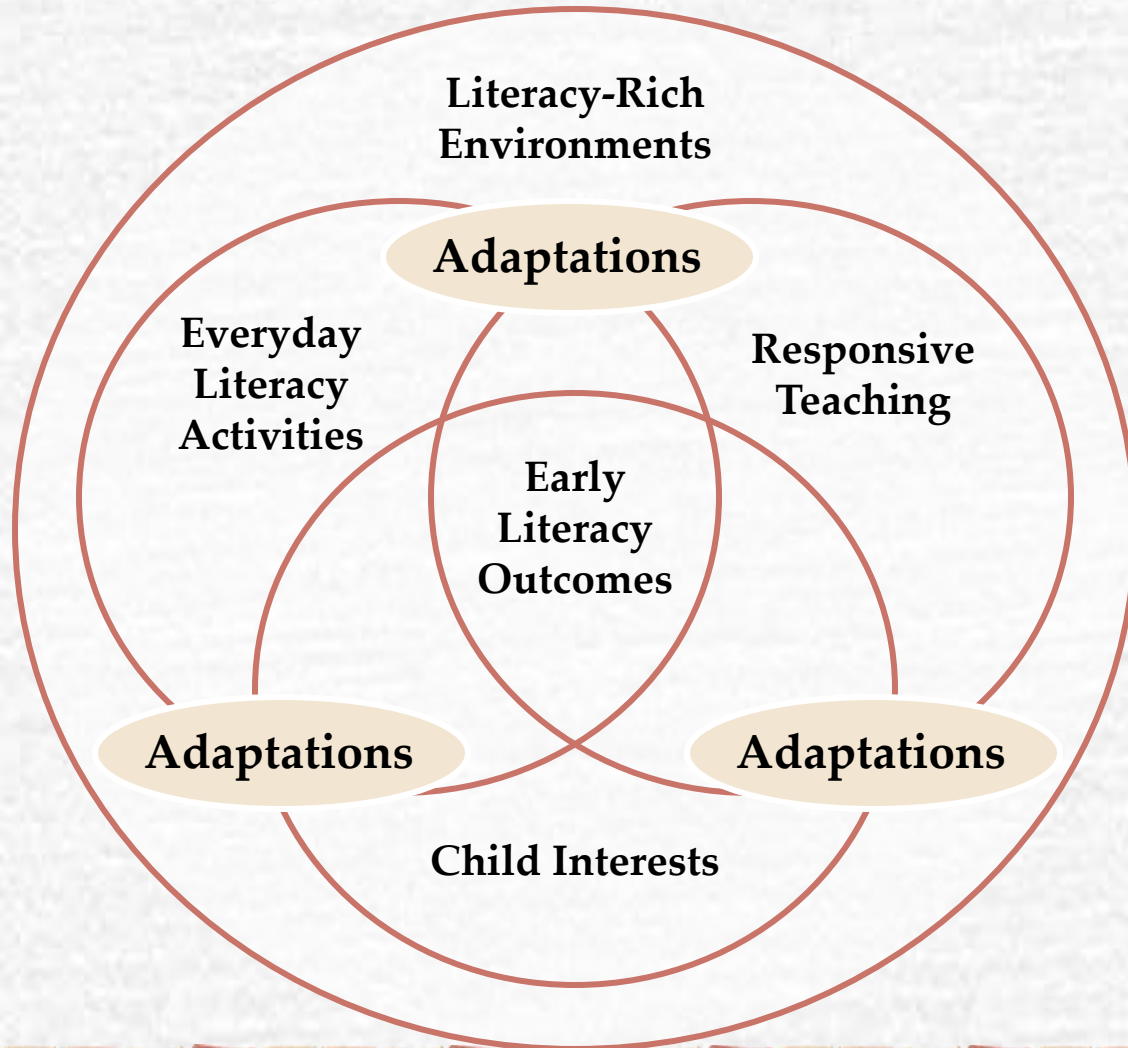 Literacy-Rich
Environments
Adaptations
Everyday
Literacy
Activities
Responsive
Teaching
Early
Literacy
Outcomes
Adaptations
Adaptations
Child Interests